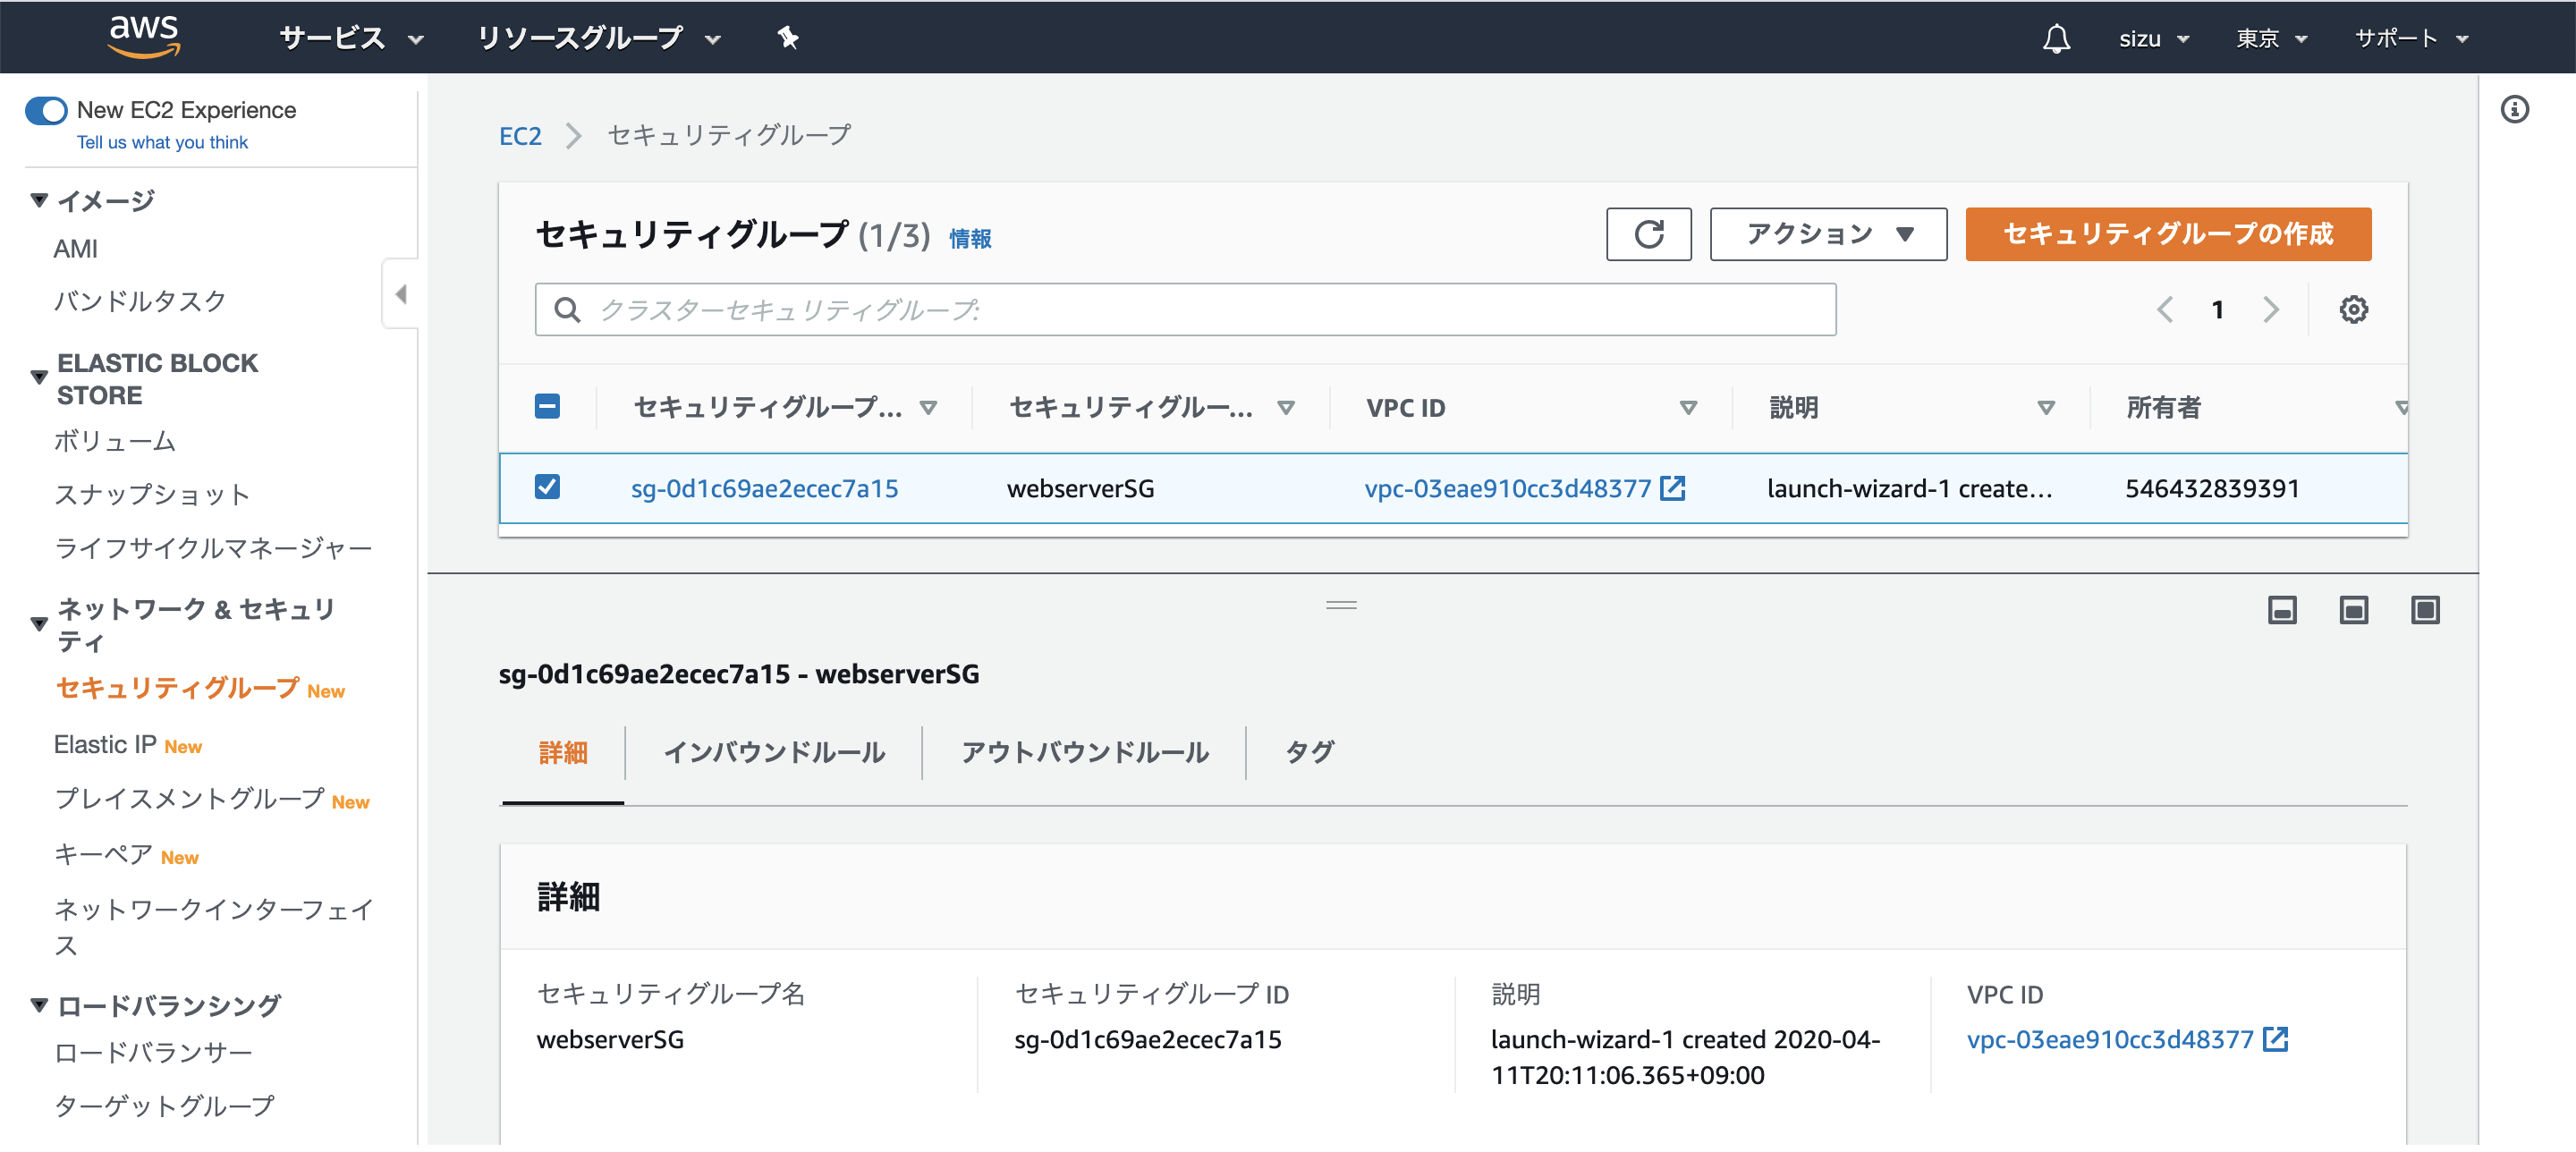 aws サービス リソースグループ sizu 東京 サポート
New EC2 Experience
Tell us what you think
イメージ
AMI
バンドルタスク
ELASTIC BLOCK
STORE
ボリューム
スナップショット
ライフサイクルマネージャー
ネットワーク & セキュリ
ティ
セキュリティグループ New
Elastic IP New
プレイスメントグループ New
キーペア New
ネットワークインターフェイ
ス
ロードバランシング
ロードバランサー
ターゲットグループ
EC2 セキュリティグループ
セキュリティグループ (1/3) 情報 アクション セキュリティグループの作成
クラスターセキュリティグループ: 1
セキュリティグループ... セキュリティグルー... VPC ID 説明 所有者
sg-0d1c69ae2ecec7a15 webserverSG vpc-03eae910cc3d48377 launch-wizard-1 create... 546432839391
sg-0d1c69ae2ecec7a15 - webserverSG
詳細 インバウンドルール アウトバウンドルール タグ
詳細
セキュリティグループ名 セキュリティグループ ID 説明 VPC ID
webserverSG sg-0d1c69ae2ecec7a15 launch-wizard-1 created 2020-04- vpc-03eae910cc3d48377
11T20:11:06.365+09:00